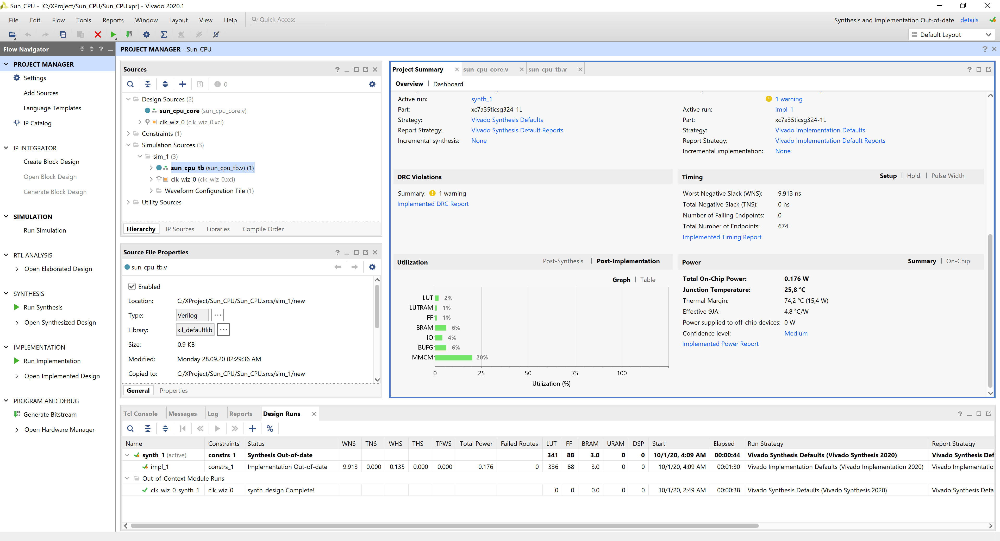 Sun_CPU - [C:/XProject/Sun_CPU/Sun_CPU.xpr] - Vivado 2020.1
File Edit Flow Tools Reports Window Layout View Help Quick Access
Synthesis and Implementation Out-of-date details
Default Layout
Flow Navigator
PROJECT MANAGER
Settings
Add Sources
Language Templates
IP Catalog
IP INTEGRATOR
Create Block Design
Open Block Design
Generate Block Design
SIMULATION
Run Simulation
RTL ANALYSIS
Open Elaborated Design
SYNTHESIS
Run Synthesis
Open Synthesized Design
IMPLEMENTATION
Run Implementation
Open Implemented Design
PROGRAM AND DEBUG
Generate Bitstream
Open Hardware Manager
PROJECT MANAGER - Sun_CPU
Sources
0
Design Sources (2)
sun_cpu_core (sun_cpu_core.v)
clk_wiz_0 (clk_wiz_0.xci)
Constraints (1)
Simulation Sources (3)
sim_1 (3)
sun_cpu_tb (sun_cpu_tb.v) (1)
clk_wiz_0 (clk_wiz_0.xci)
Waveform Configuration File (1)
Utility Sources
Hierarchy IP Sources Libraries Compile Order
Source File Properties
sun_cpu_tb.v
Enabled
Location: C:/XProject/Sun_CPU/Sun_CPU.srcs/sim_1/new
Type: Verilog ...
Library: xil_defaultlib ...
Size: 0.9 KB
Modified: Monday 28.09.20 02:29:36 AM
Copied to: C:/XProject/Sun_CPU/Sun_CPU.srcs/sim_1/new
General Properties
Project Summary sun_cpu_core.v sun_cpu_tb.v
Overview | Dashboard
Active run: synth_1
Part: xc7a35ticsg324-1L
Strategy: Vivado Synthesis Defaults
Report Strategy: Vivado Synthesis Default Reports
Incremental synthesis: None
1 warning
Active run: impl_1
Part: xc7a35ticsg324-1L
Strategy: Vivado Implementation Defaults
Report Strategy: Vivado Implementation Default Reports
Incremental implementation: None
DRC Violations
Summary: 1 warning
Implemented DRC Report
Timing Setup | Hold | Pulse Width
Worst Negative Slack (WNS): 9.913 ns
Total Negative Slack (TNS): 0 ns
Number of Failing Endpoints: 0
Total Number of Endpoints: 674
Implemented Timing Report
Utilization Post-Synthesis | Post-Implementation
Graph | Table
LUT 2%
LUTRAM 1%
FF 1%
BRAM 6%
IO 4%
BUFG 6%
MMCM 20%
0 25 50 75 100
Utilization (%)
Power Summary | On-Chip
Total On-Chip Power: 0.176 W
Junction Temperature: 25,8 °C
Thermal Margin: 74,2 °C (15,4 W)
Effective ϑJA: 4,8 °C/W
Power supplied to off-chip devices: 0 W
Confidence level: Medium
Implemented Power Report
Tcl Console Messages Log Reports Design Runs
Name Constraints Status WNS TNS WHS THS TPWS Total Power Failed Routes LUT FF BRAM URAM DSP Start Elapsed Run Strategy Report Strategy
synth_1 (active) constrs_1 Synthesis Out-of-date 341 88 3.0 0 0 10/1/20, 4:09 AM 00:00:44 Vivado Synthesis Defaults (Vivado Synthesis 2020) Vivado Synthesis Def
impl_1 constrs_1 Implementation Out-of-date 9.913 0.000 0.135 0.000 0.000 0.176 0 336 88 3.0 0 0 10/1/20, 4:09 AM 00:01:30 Vivado Implementation Defaults (Vivado Implementation 2020) Vivado Implementatio
Out-of-Context Module Runs
clk_wiz_0_synth_1 clk_wiz_0 synth_design Complete! 0 0 0.0 0 0 10/1/20, 2:49 AM 00:00:38 Vivado Synthesis Defaults (Vivado Synthesis 2020) Vivado Synthesis Defa